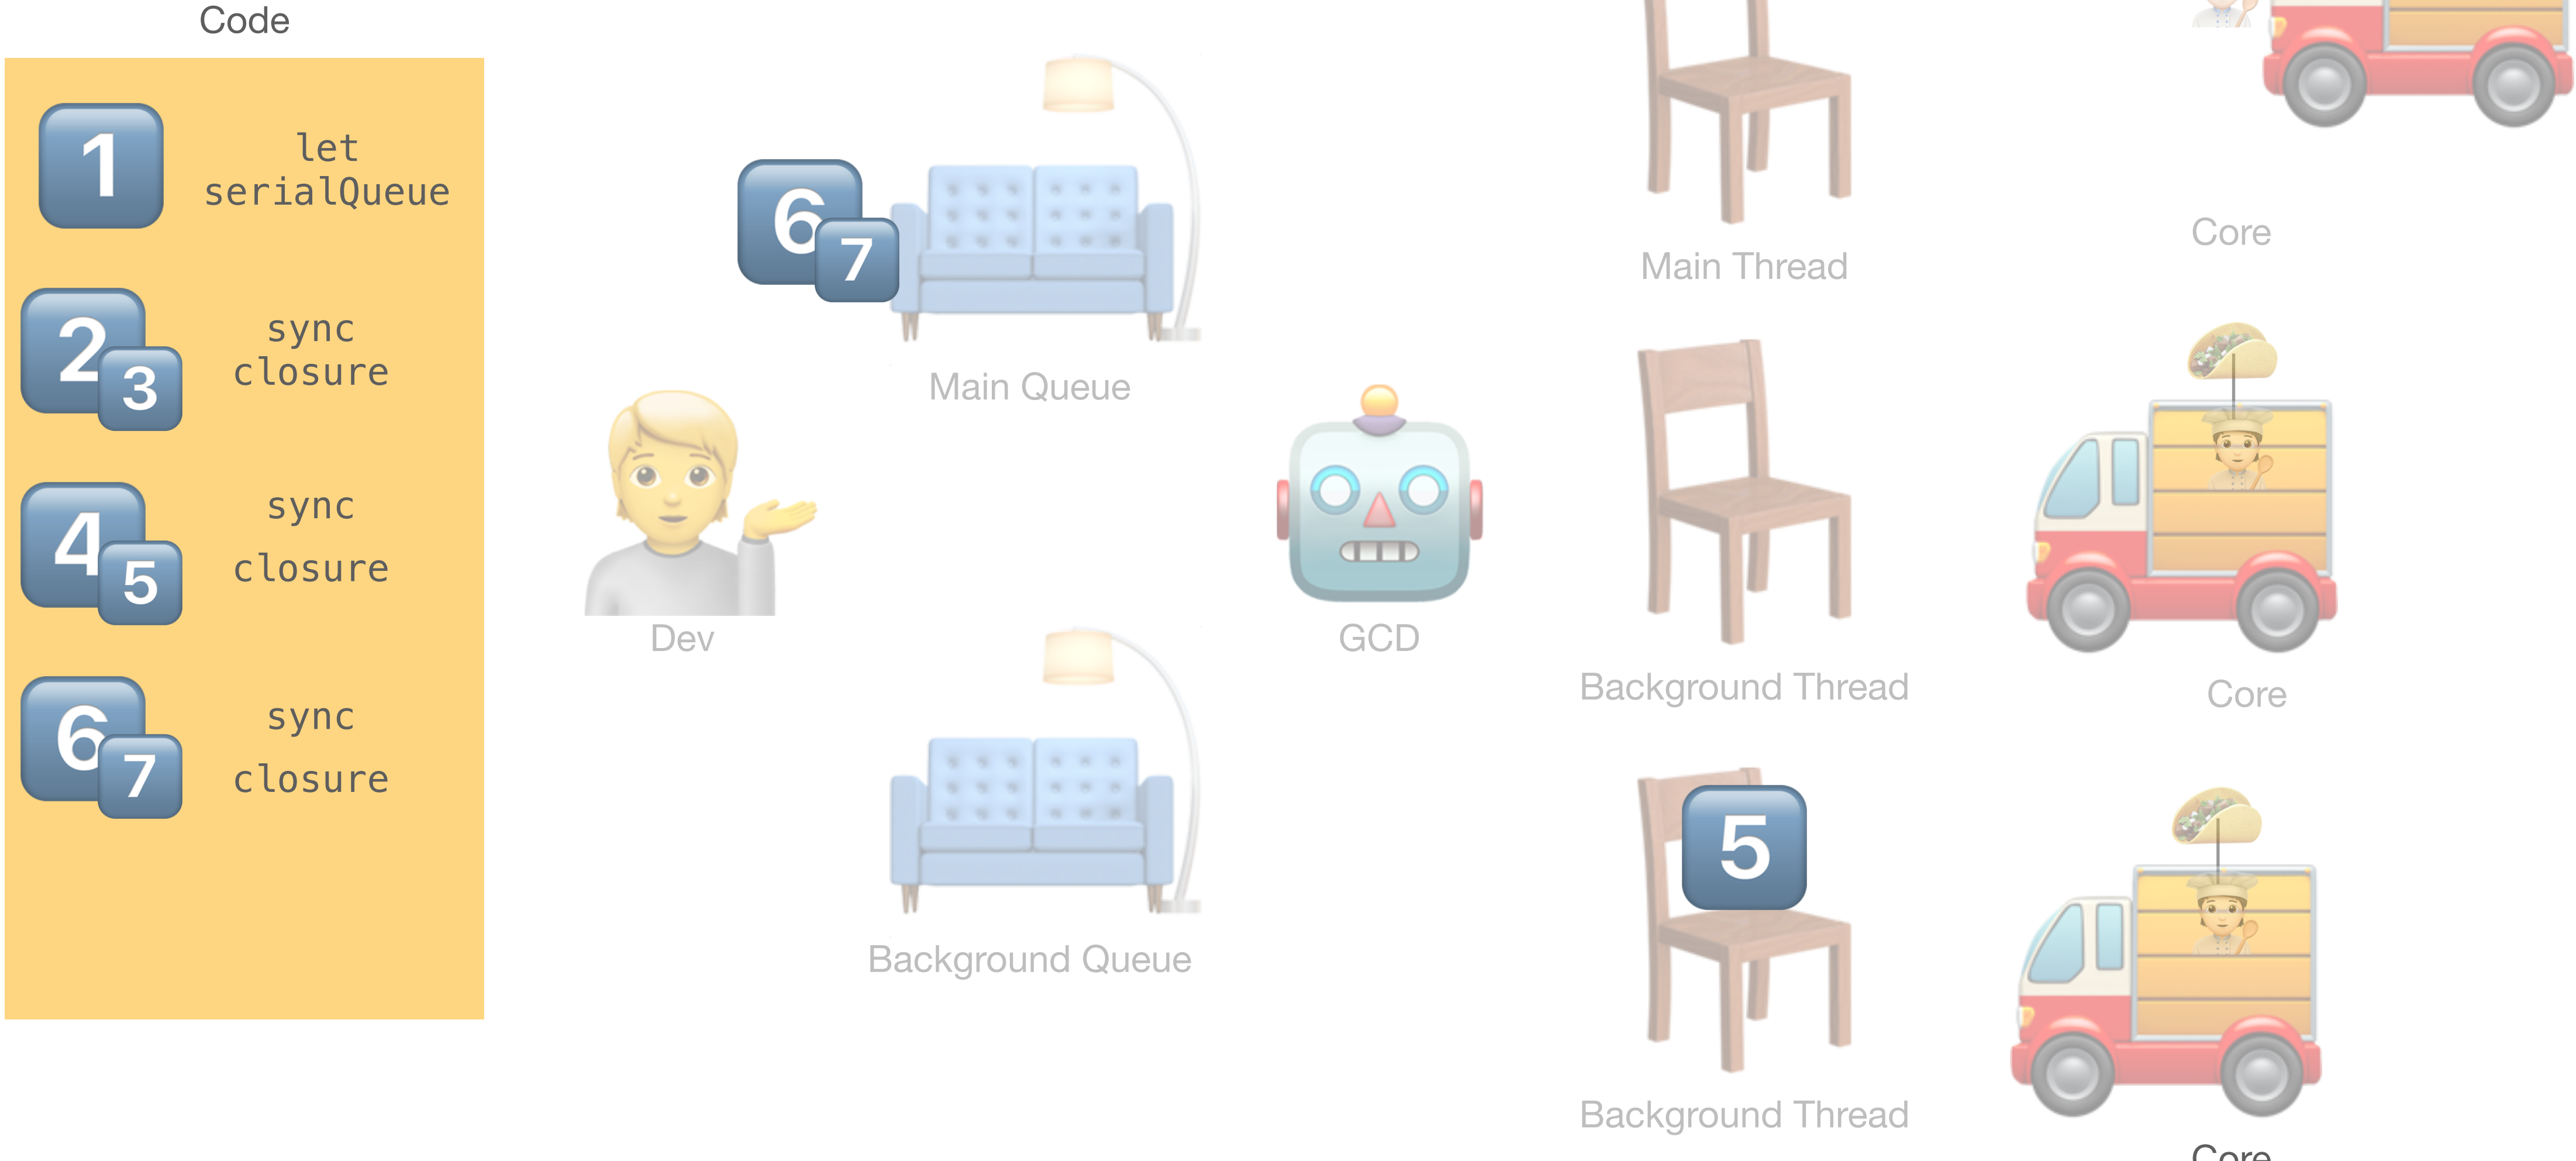 Code
1
let
serialQueue
2
3
sync
closure
4
5
sync
closure
6
7
sync
closure
6
7
Main Queue
Dev
Background Queue
GCD
Main Thread
Background Thread
5
Background Thread
Core
Core
Core